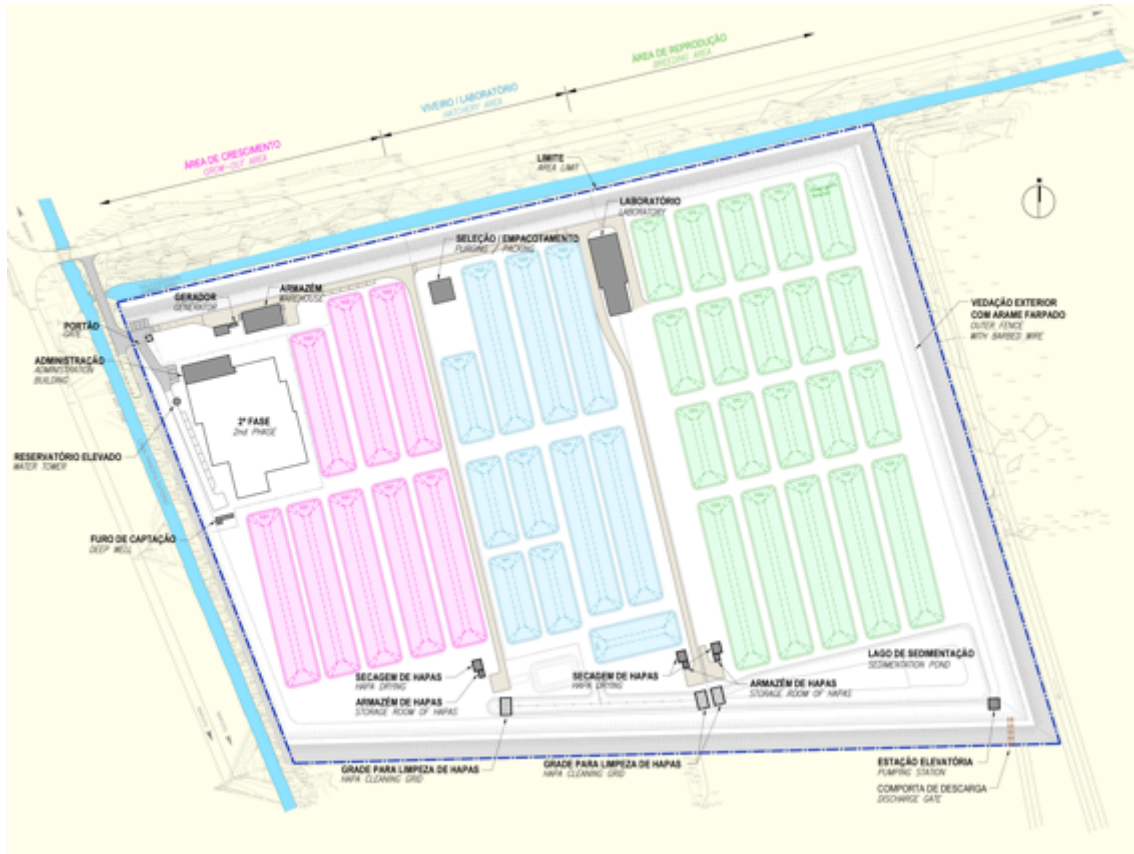 ÁREA DE REPRODUÇÃO
BREEDING AREA
VIVEIRO / LABORATÓRIO
HATCHERY AREA
ÁREA DE CRESCIMENTO
GROW-OUT AREA
LIMITE
AREA LIMIT
LABORATÓRIO
LABORATORY
SELEÇÃO / EMPACOTAMENTO
PURGING / PACKING
GERADOR
GENERATOR
ARMAZÉM
WAREHOUSE
PORTÃO
GATE
ADMINISTRAÇÃO
ADMINISTRATION
BUILDING
VEDAÇÃO EXTERIOR
COM ARAME FARPADO
OUTER FENCE
WITH BARBED WIRE
2ª FASE
2nd PHASE
RESERVATÓRIO ELEVADO
WATER TOWER
FURO DE CAPTAÇÃO
DEEP WELL
LAGO DE SEDIMENTAÇÃO
SEDIMENTATION POND
SECAGEM DE HAPAS
HAPA DRYING
SECAGEM DE HAPAS
HAPA DRYING
ARMAZÉM DE HAPAS
STORAGE ROOM OF HAPAS
ARMAZÉM DE HAPAS
STORAGE ROOM OF HAPAS
GRADE PARA LIMPEZA DE HAPAS
HAPA CLEANING GRID
GRADE PARA LIMPEZA DE HAPAS
HAPA CLEANING GRID
ESTAÇÃO ELEVATÓRIA
PUMPING STATION
COMPORTA DE DESCARGA
DISCHARGE GATE